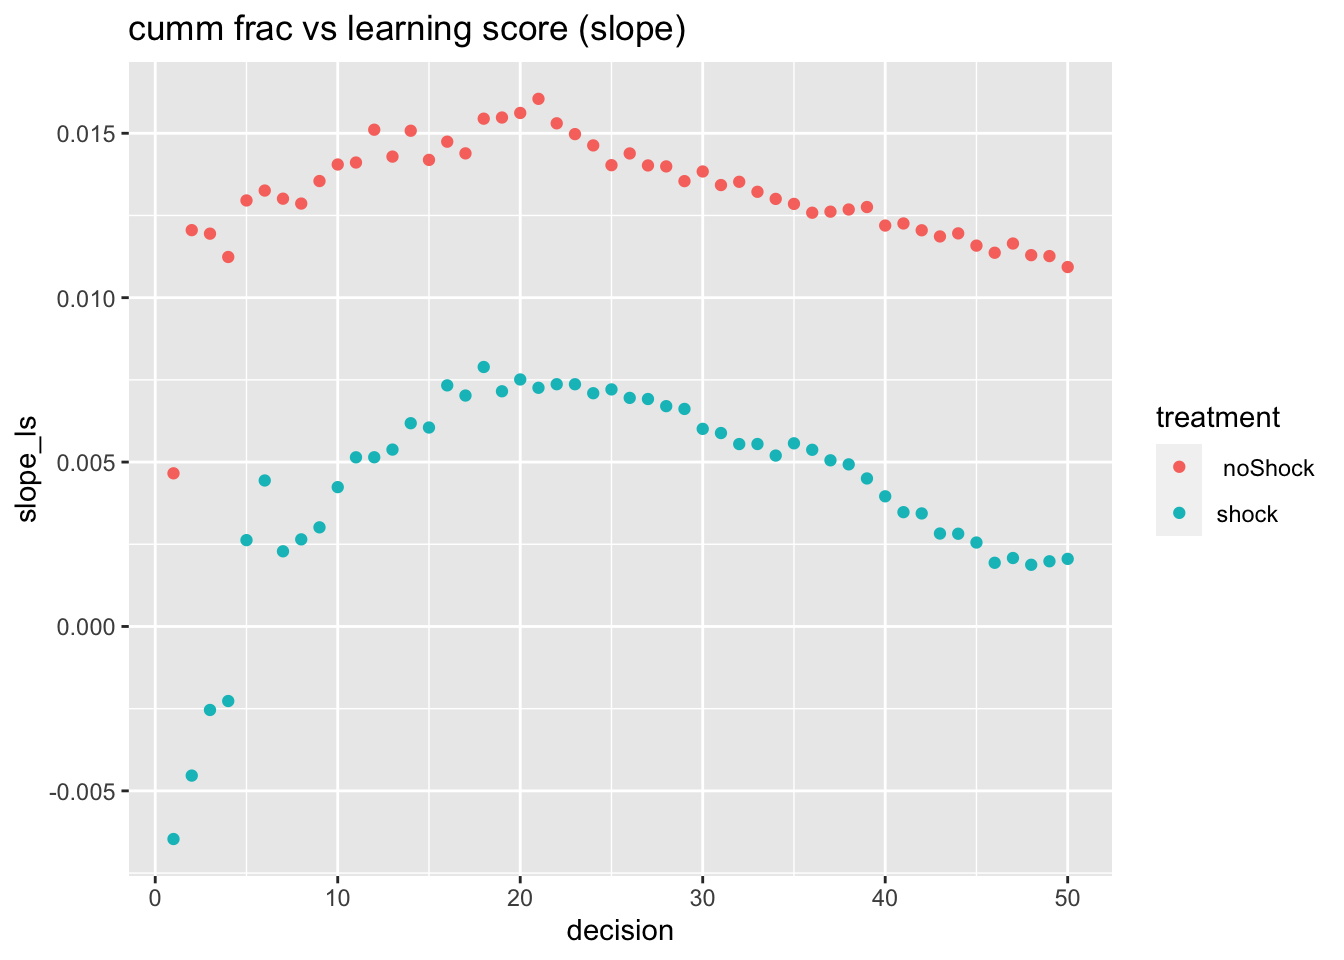 cumm frac vs learning score (slope)
0.015
0.010
0.005
0.000
-0.005
slope_ls
0 10 20 30 40 50
decision
treatment
noShock
shock